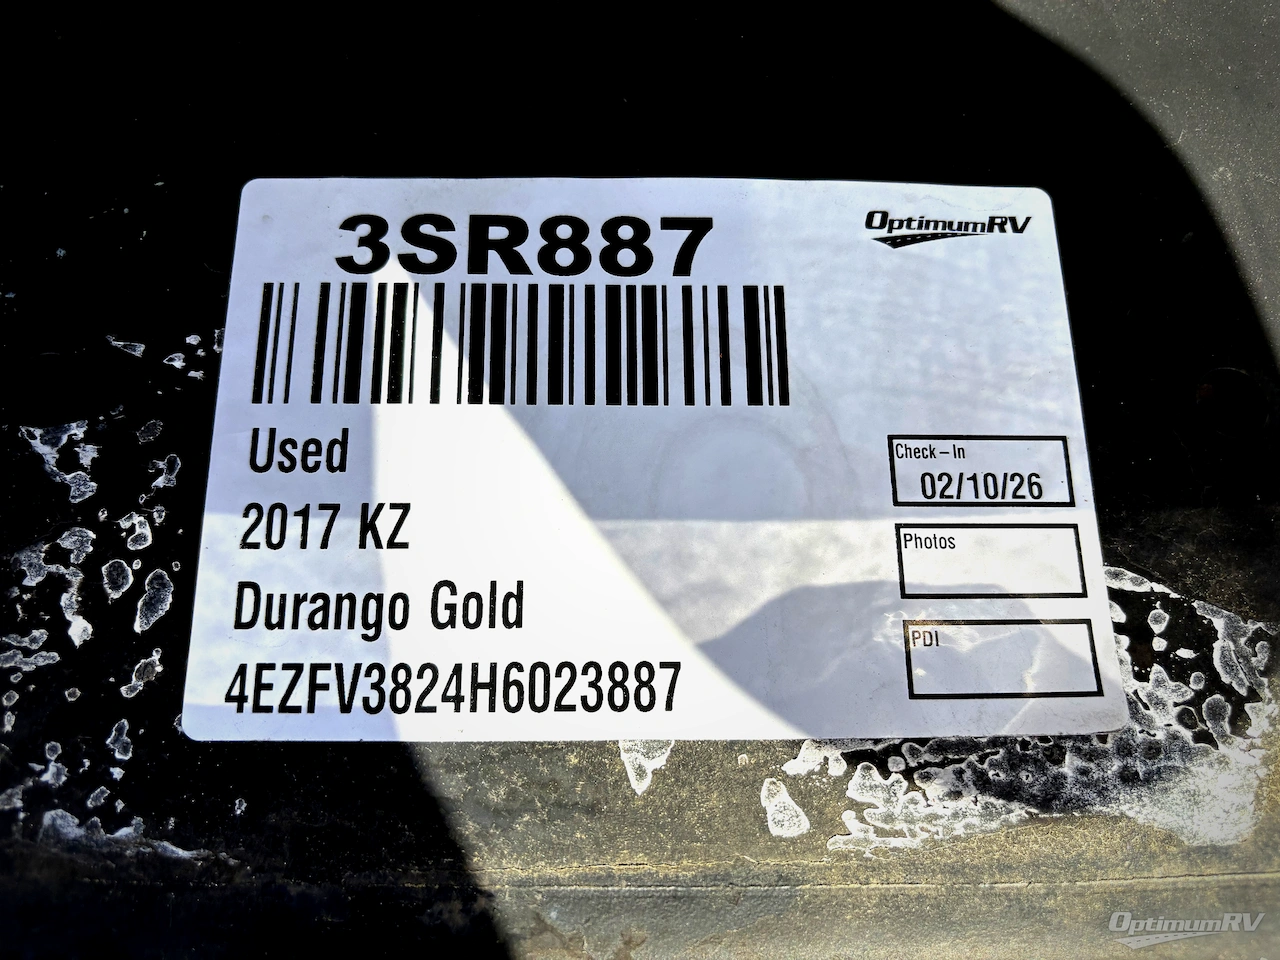 3SR887
OptimumRV
Used
2017 KZ
Durango Gold
4EZFV3824H6023887
Check-In
02/10/26
Photos
PDI
OptimumRV